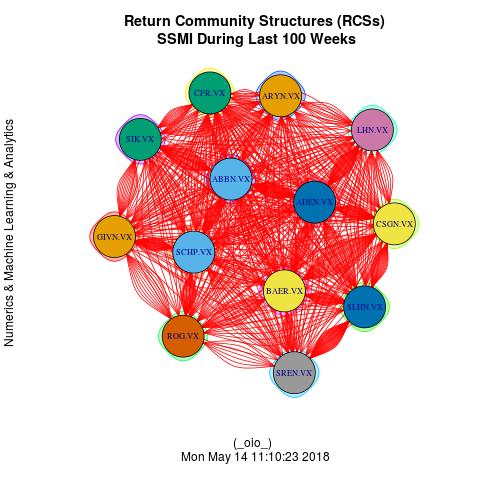 Return Community Structures (RCSs)
SSMI During Last 100 Weeks
Numerics & Machine Learning & Analytics
CFR.VX
ARYN.VX
LHN.VX
SIK.VX
ABBN.VX
ADEN.VX
CSGN.VX
GIVN.VX
SCHP.VX
BAER.VX
SLHN.VX
ROG.VX
SREN.VX
(_oio_)
Mon May 14 11:10:23 2018